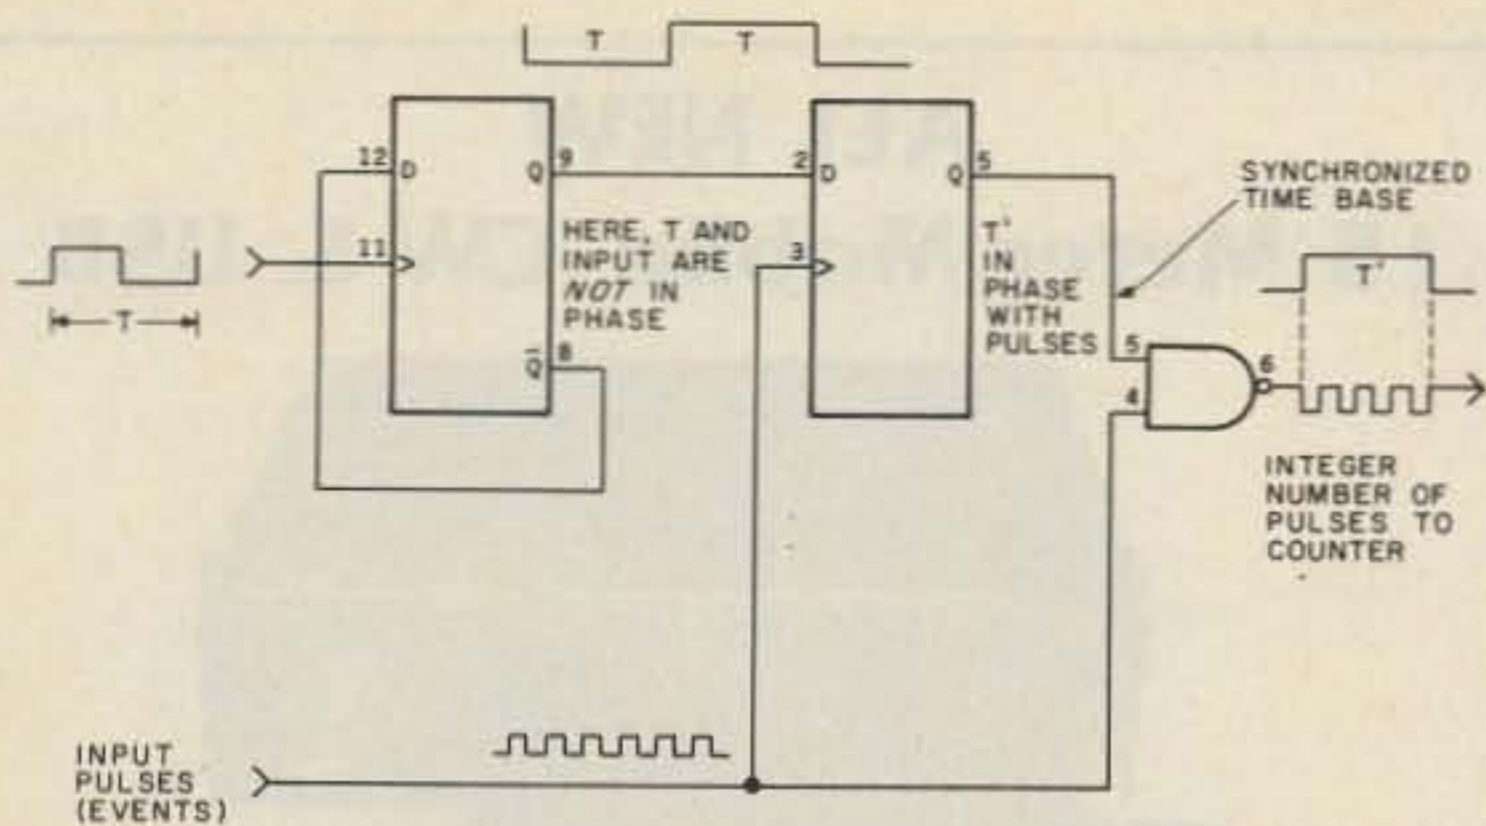 T T
12 D
Q 9
11
HERE, T AND
INPUT ARE
NOT IN
PHASE
Q̄ 8
T
2 D
Q 5
3
T'
IN
PHASE
WITH
PULSES
SYNCHRONIZED
TIME BASE
T'
5
4
6
INTEGER
NUMBER OF
PULSES TO
COUNTER
INPUT
PULSES
(EVENTS)